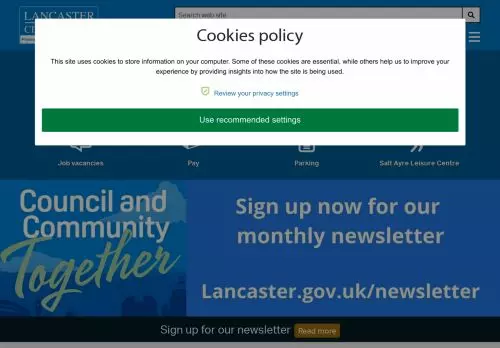 LANCASTER
Search web site
Cookies policy
This site uses cookies to store information on your computer. Some of these cookies are essential, while others help us to improve your
experience by providing insights into how the site is being used.
Review your privacy settings
Use recommended settings
Job vacancies
Pay
Parking
Salt Ayre Leisure Centre
Council and
Community
Together
Sign up now for our
monthly newsletter
Lancaster.gov.uk/newsletter
Sign up for our newsletter Read more